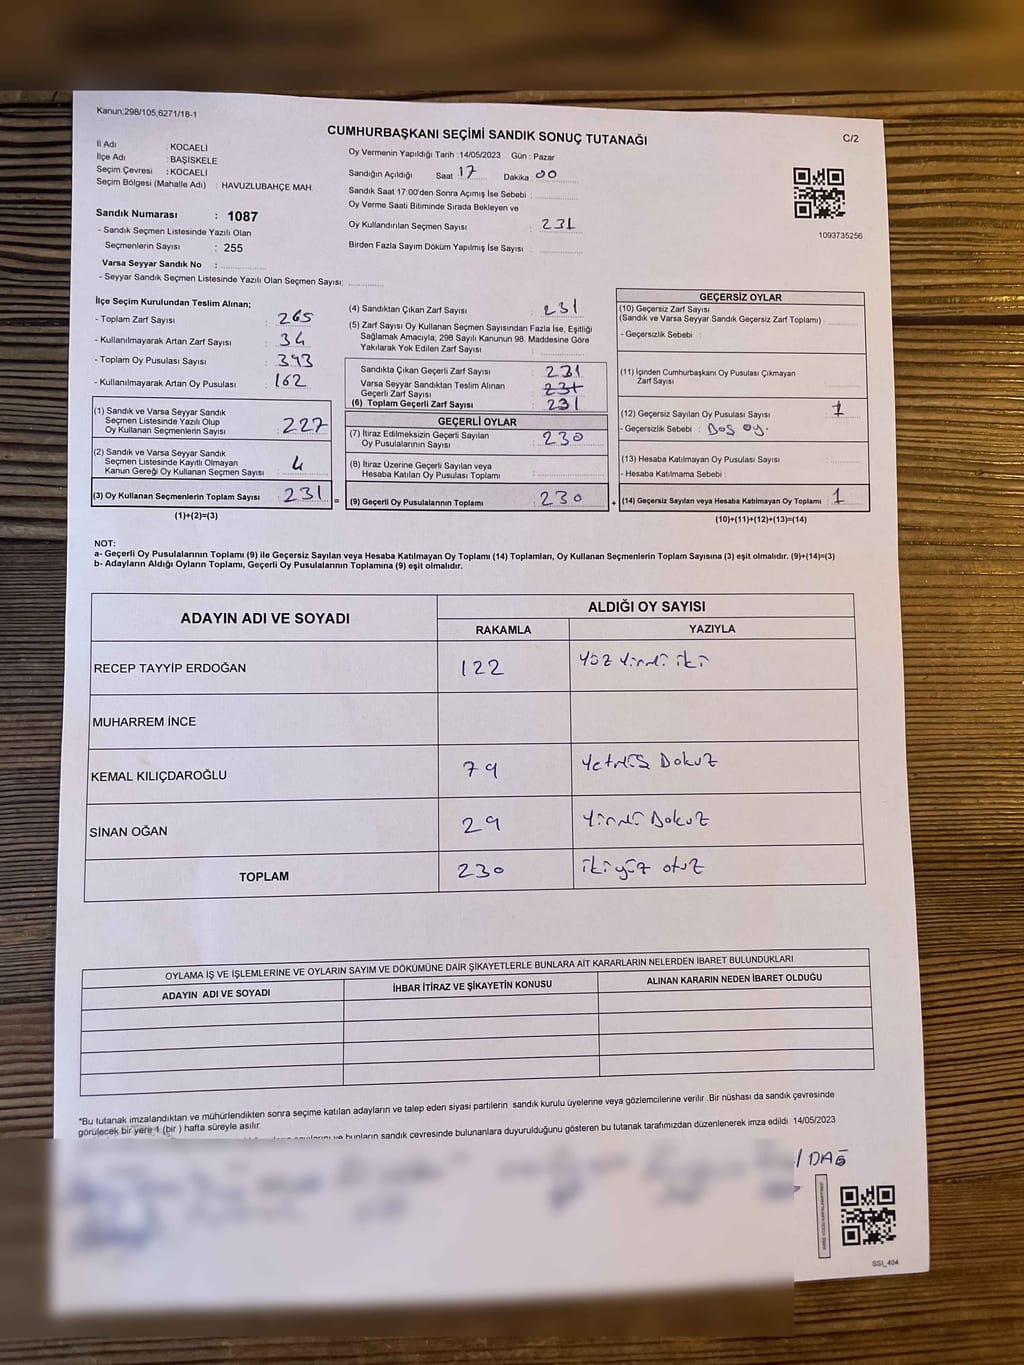 Kanun:298/105,6271/18-1
CUMHURBAŞKANI SEÇİMİ SANDIK SONUÇ TUTANAĞI
C/2
İl Adı : KOCAELİ
İlçe Adı : BAŞİSKELE
Seçim Çevresi : KOCAELİ
Seçim Bölgesi (Mahalle Adı) : HAVUZLUBAHÇE MAH.
Sandık Numarası : 1087
- Sandık Seçmen Listesinde Yazılı Olan
Seçmenlerin Sayısı : 255
Varsa Seyyar Sandık No :
- Seyyar Sandık Seçmen Listesinde Yazılı Olan Seçmen Sayısı:
Oy Vermenin Yapıldığı Tarih :14/05/2023 Gün : Pazar
Sandığın Açıldığı Saat 17 Dakika : 00
Sandık Saat 17:00'den Sonra Açımış İse Sebebi :
Oy Verme Saati Bitiminde Sırada Bekleyen ve
Oy Kullandırılan Seçmen Sayısı : 231
Birden Fazla Sayım Döküm Yapılmış İse Sayısı :
1093735256
İlçe Seçim Kurulundan Teslim Alınan;
- Toplam Zarf Sayısı : 265
- Kullanılmayarak Artan Zarf Sayısı : 34
- Toplam Oy Pusulası Sayısı : 393
- Kullanılmayarak Artan Oy Pusulası : 162
(1) Sandık ve Varsa Seyyar Sandık
Seçmen Listesinde Yazılı Olup
Oy Kullanan Seçmenlerin Sayısı : 227
(2) Sandık ve Varsa Seyyar Sandık
Seçmen Listesinde Kayıtlı Olmayan
Kanun Gereği Oy Kullanan Seçmen Sayısı : 4
(3) Oy Kullanan Seçmenlerin Toplam Sayısı : 231 =
(1)+(2)=(3)
(4) Sandıktan Çıkan Zarf Sayısı : 231
(5) Zarf Sayısı Oy Kullanan Seçmen Sayısından Fazla İse, Eşitliği
Sağlamak Amacıyla; 298 Sayılı Kanunun 98. Maddesine Göre
Yakılarak Yok Edilen Zarf Sayısı :
Sandıkta Çıkan Geçerli Zarf Sayısı : 231
Varsa Seyyar Sandıktan Teslim Alınan
Geçerli Zarf Sayısı : 231
(6) Toplam Geçerli Zarf Sayısı : 231
GEÇERLİ OYLAR
(7) İtiraz Edilmeksizin Geçerli Sayılan
Oy Pusulalarının Sayısı : 230
(8) İtiraz Üzerine Geçerli Sayılan veya
Hesaba Katılan Oy Pusulaları Toplamı :
(9) Geçerli Oy Pusulalarının Toplamı : 230 +
GEÇERSİZ OYLAR
(10) Geçersiz Zarf Sayısı
(Sandık ve Varsa Seyyar Sandık Geçersiz Zarf Toplamı) :
- Geçersizlik Sebebi :
(11) İçinden Cumhurbaşkanı Oy Pusulası Çıkmayan
Zarf Sayısı :
(12) Geçersiz Sayılan Oy Pusulası Sayısı : 1
- Geçersizlik Sebebi : Boş oy.
(13) Hesaba Katılmayan Oy Pusulası Sayısı :
- Hesaba Katılmama Sebebi :
(14) Geçersiz Sayılan veya Hesaba Katılmayan Oy Toplamı : 1
(10)+(11)+(12)+(13)=(14)
NOT:
a- Geçerli Oy Pusulalarının Toplamı (9) ile Geçersiz Sayılan veya Hesaba Katılmayan Oy Toplamı (14) Toplamları, Oy Kullanan Seçmenlerin Toplam Sayısına (3) eşit olmalıdır. (9)+(14)=(3)
b- Adayların Aldığı Oyların Toplamı, Geçerli Oy Pusulalarının Toplamına (9) eşit olmalıdır.
ADAYIN ADI VE SOYADI
ALDIĞI OY SAYISI
RAKAMLA YAZIYLA
RECEP TAYYİP ERDOĞAN 122 yüz yirmi iki
MUHARREM İNCE
KEMAL KILIÇDAROĞLU 79 yetmiş Dokuz
SİNAN OĞAN 29 yirmi Dokuz
TOPLAM 230 iki yüz otuz
OYLAMA İŞ VE İŞLEMLERİNE VE OYLARIN SAYIM VE DÖKÜMÜNE DAİR ŞİKAYETLERLE BUNLARA AİT KARARLARIN NELERDEN İBARET BULUNDUKLARI
ADAYIN ADI VE SOYADI İHBAR İTİRAZ VE ŞİKAYETİN KONUSU ALINAN KARARIN NEDEN İBARET OLDUĞU
*Bu tutanak imzalandıktan ve mühürlendikten sonra seçime katılan adayların ve talep eden siyasi partilerin sandık kurulu üyelerine veya gözlemcilerine verilir. Bir nüshası da sandık çevresinde
görülecek bir yere 1 (bir) hafta süreyle asılır.
ve bunların sandık çevresinde bulunanlara duyurulduğunu gösteren bu tutanak tarafımızdan düzenlenerek imza edildi. 14/05/2023
/ DAĞ
SSİ_404